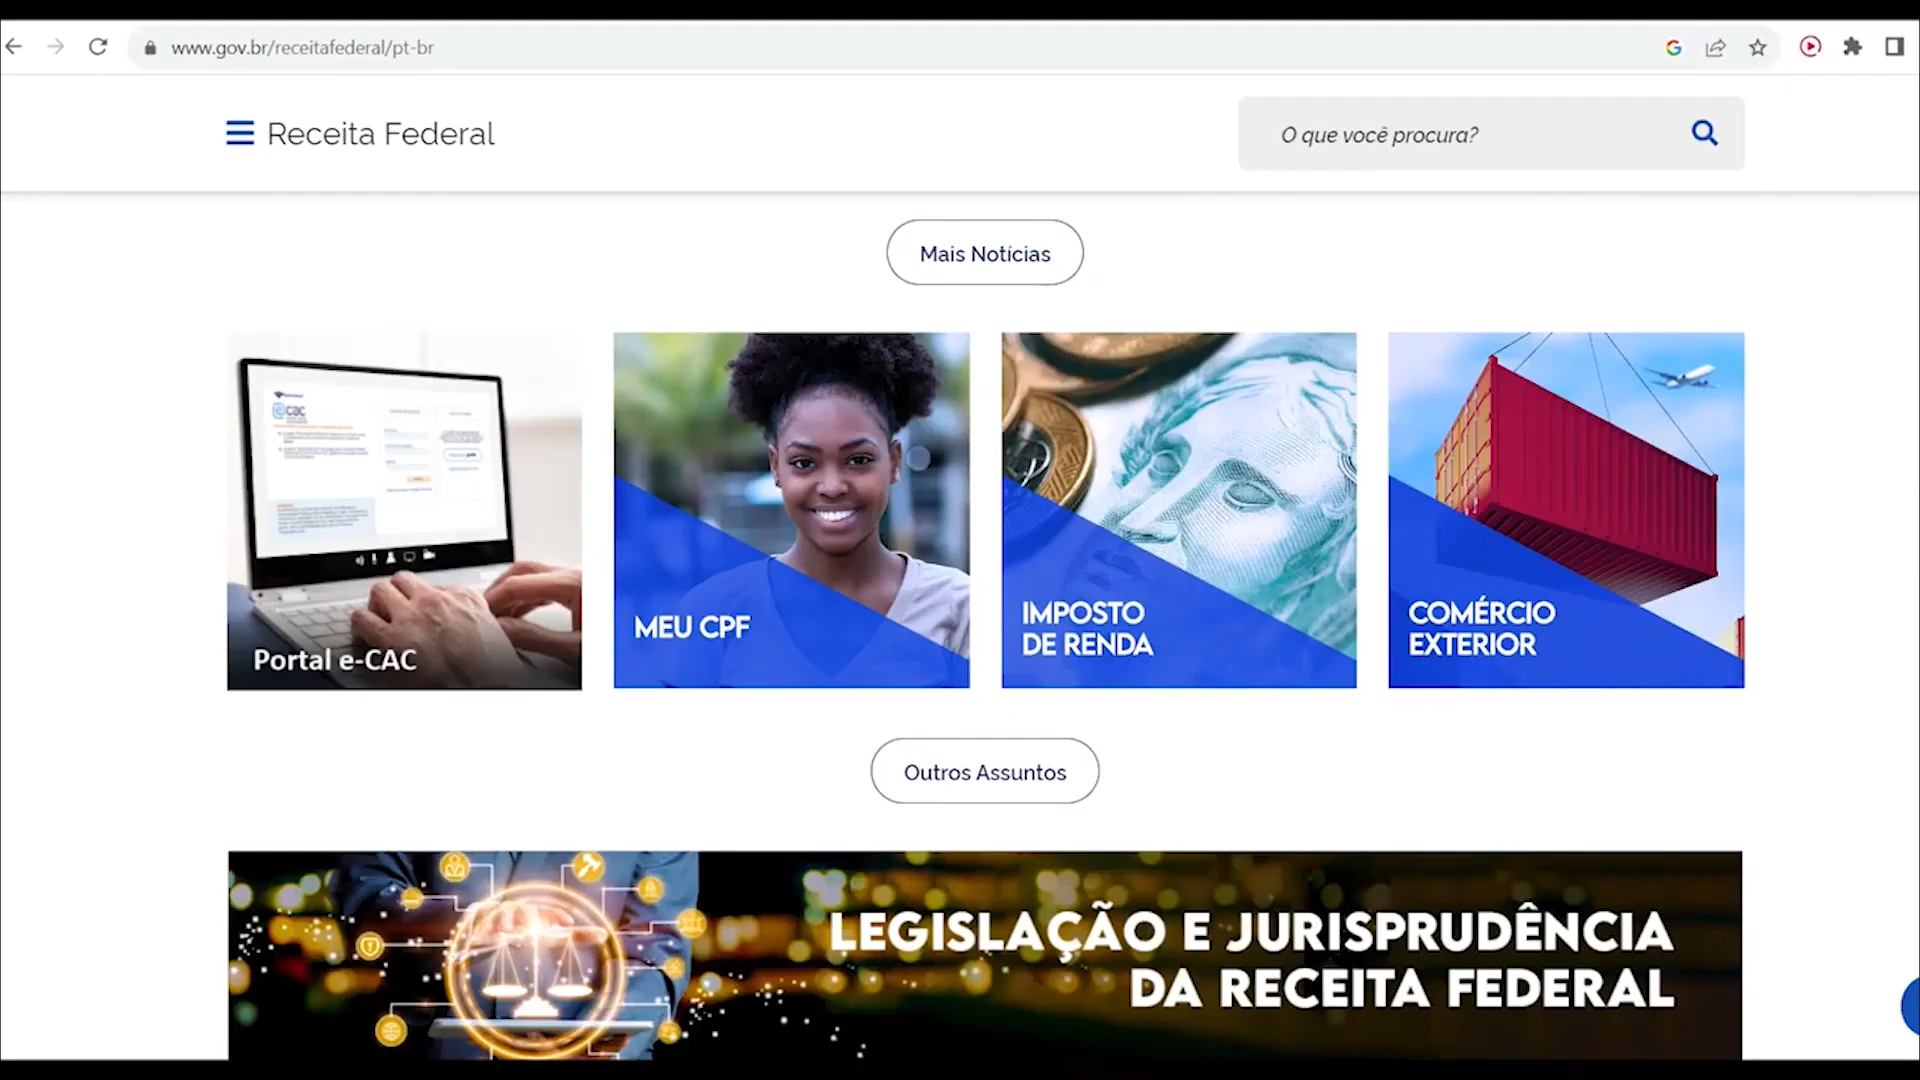 www.gov.br/receitafederal/pt-br
Receita Federal
O que você procura?
Mais Notícias
ecac
Portal e-CAC
MEU CPF
IMPOSTO
DE RENDA
COMÉRCIO
EXTERIOR
Outros Assuntos
LEGISLAÇÃO E JURISPRUDÊNCIA
DA RECEITA FEDERAL